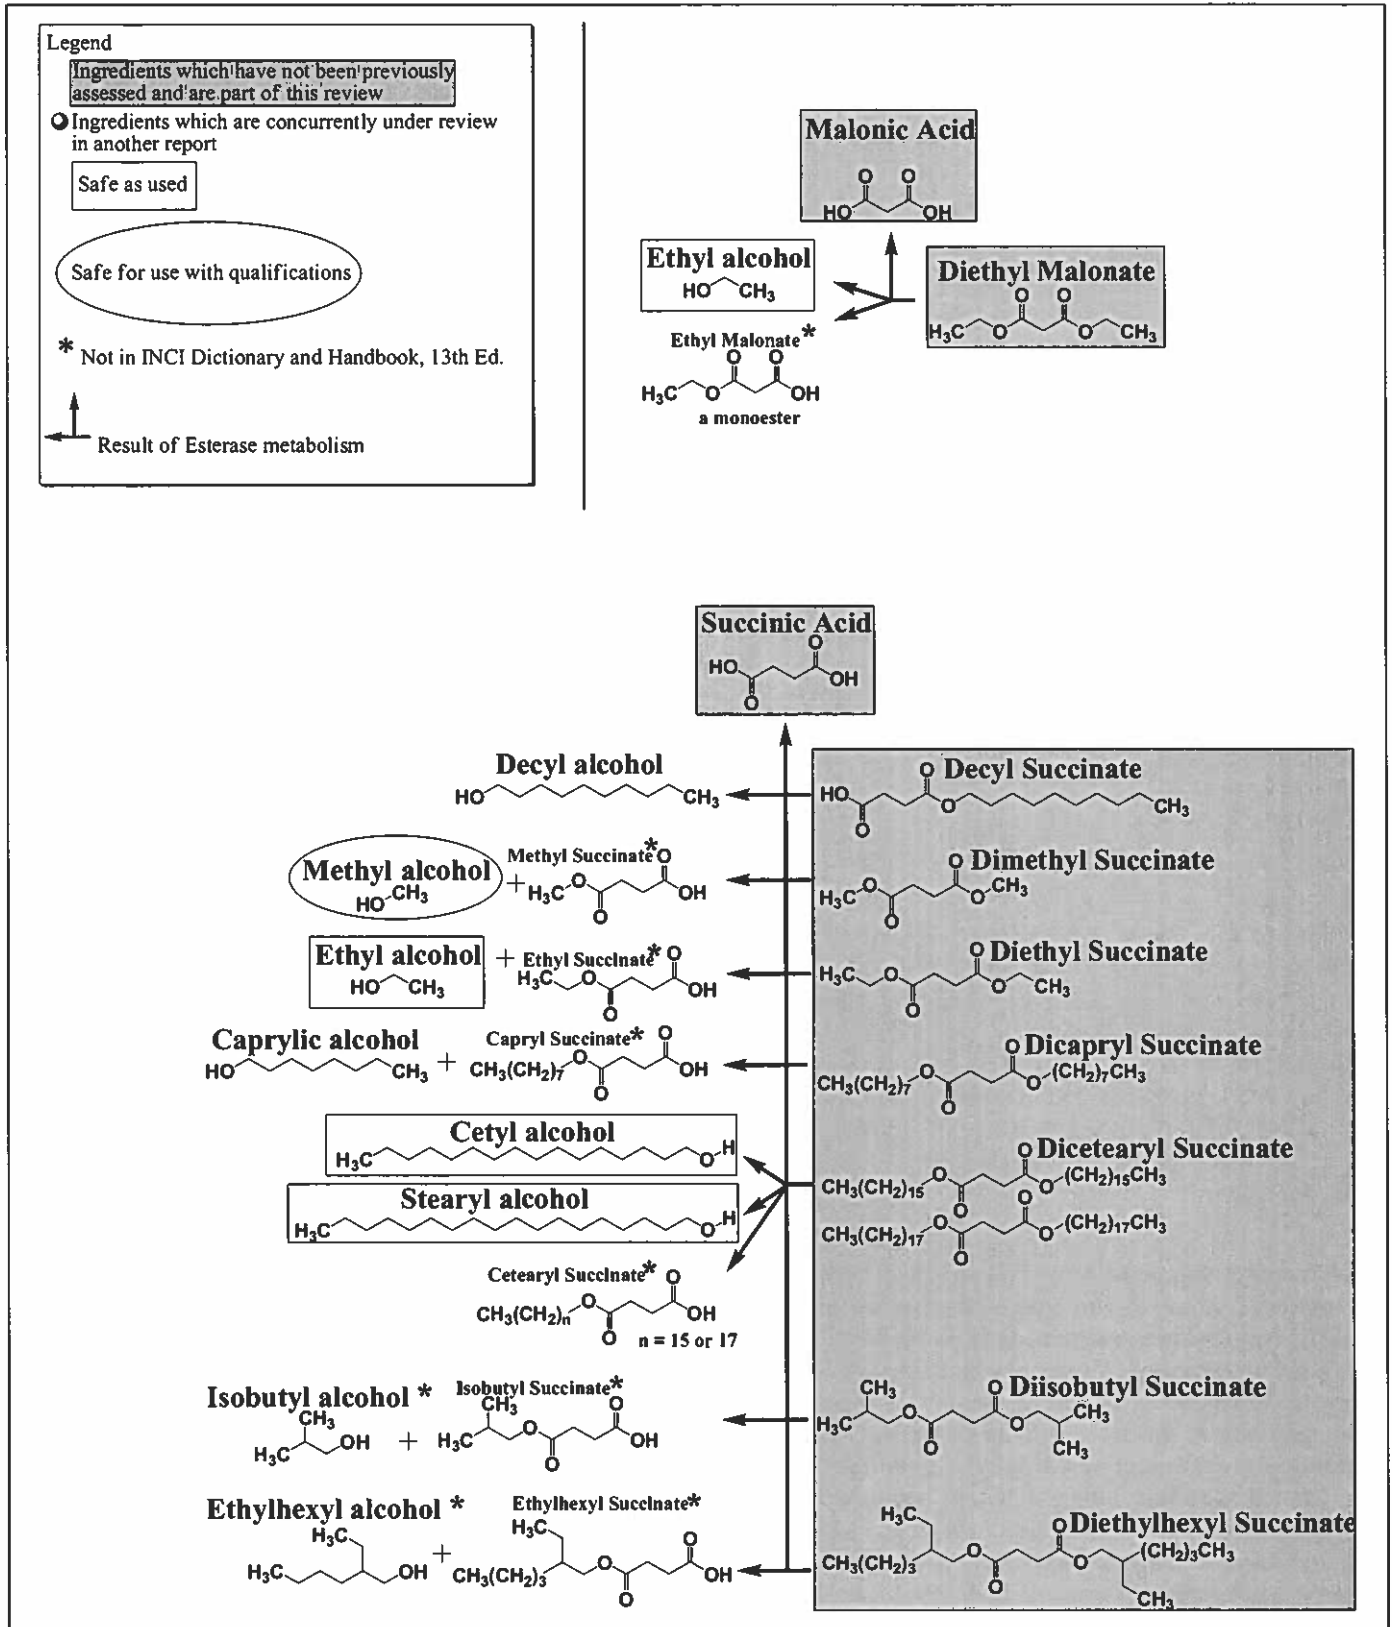 Legend
Ingredients which have not been previously
assessed and are part of this review
Ingredients which are concurrently under review
in another report
Safe as used
Safe for use with qualifications
* Not in INCI Dictionary and Handbook, 13th Ed.
Result of Esterase metabolism
Malonic Acid
O O
HO OH
Ethyl alcohol
HO CH₃
Diethyl Malonate
O O
H₃C O O CH₃
Ethyl Malonate*
O O
H₃C O OH
a monoester
Succinic Acid
O
HO OH
O
Decyl alcohol
HO CH₃
O Decyl Succinate
HO O CH₃
O
Methyl alcohol
HO CH₃
+
Methyl Succinate* O
H₃C O OH
O
O Dimethyl Succinate
H₃C O O CH₃
O
Ethyl alcohol
HO CH₃
+
Ethyl Succinate* O
H₃C O OH
O
O Diethyl Succinate
H₃C O O CH₃
O
Caprylic alcohol
HO CH₃
+
Capryl Succinate* O
CH₃(CH₂)₇ O OH
O
O Dicapryl Succinate
CH₃(CH₂)₇ O O (CH₂)₇CH₃
O
Cetyl alcohol
H₃C O H
Stearyl alcohol
H₃C O H
Cetearyl Succinate* O
CH₃(CH₂)n O OH
O n = 15 or 17
O Dicetearyl Succinate
CH₃(CH₂)₁₅ O O (CH₂)₁₅CH₃
O O
CH₃(CH₂)₁₇ O O (CH₂)₁₇CH₃
O
Isobutyl alcohol *
CH₃
H₃C OH
+
Isobutyl Succinate*
CH₃ O
H₃C O OH
O
CH₃ O Diisobutyl Succinate
H₃C O O CH₃
O CH₃
Ethylhexyl alcohol *
H₃C
H₃C OH
+
Ethylhexyl Succinate*
H₃C O
CH₃(CH₂)₃ O OH
O
H₃C O Diethylhexyl Succinate
CH₃(CH₂)₃ O O (CH₂)₃CH₃
O CH₃